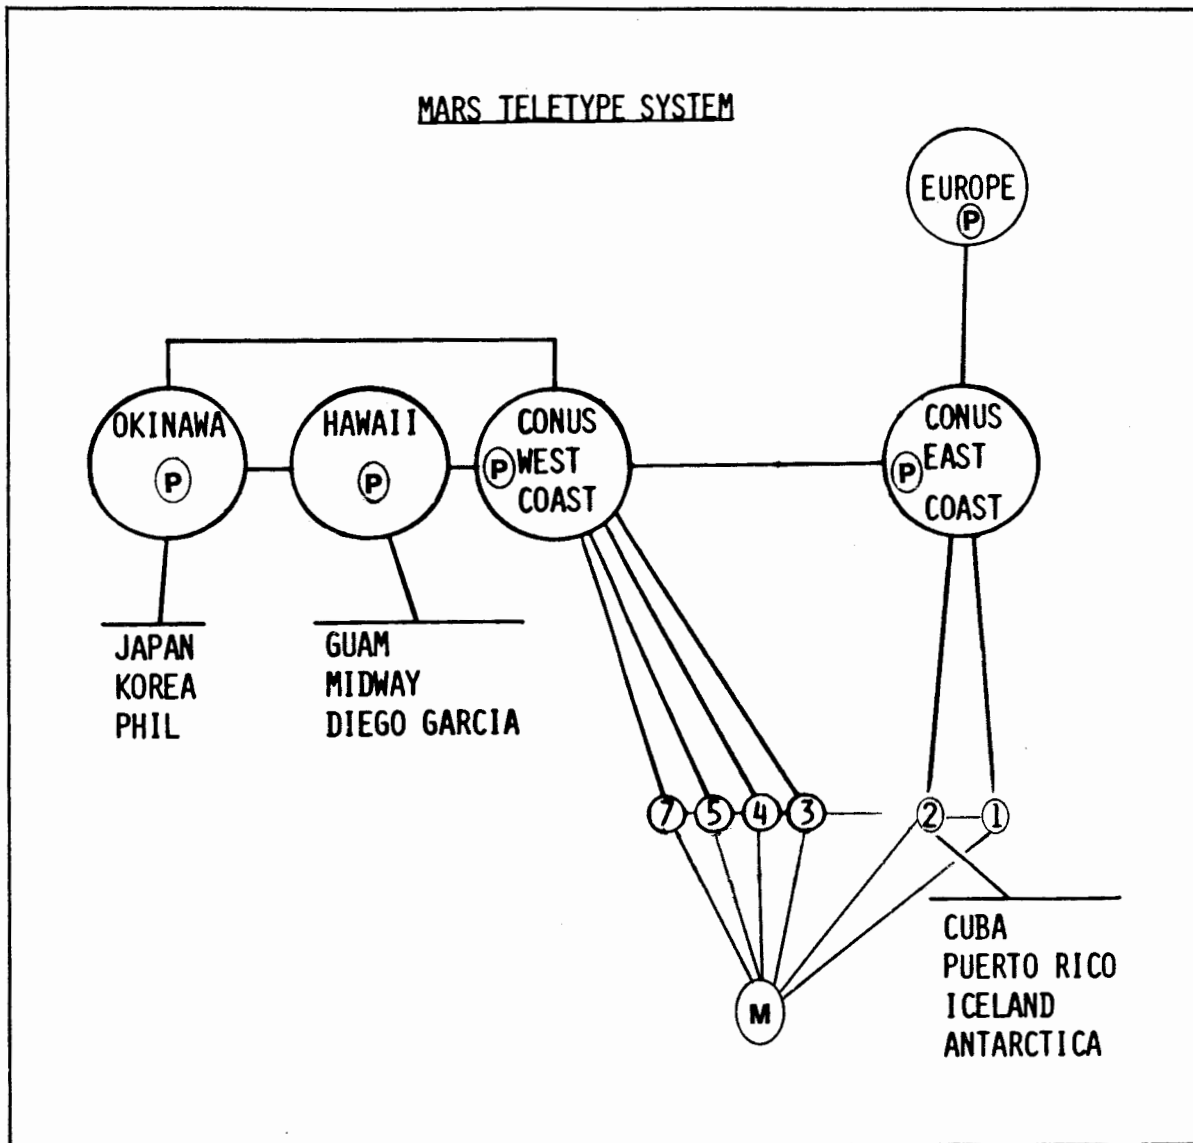 MARS TELETYPE SYSTEM
EUROPE
P
OKINAWA
P
HAWAII
P
CONUS
P WEST
COAST
CONUS
P EAST
COAST
JAPAN
KOREA
PHIL
GUAM
MIDWAY
DIEGO GARCIA
7 5 4 3 2 1
M
CUBA
PUERTO RICO
ICELAND
ANTARCTICA